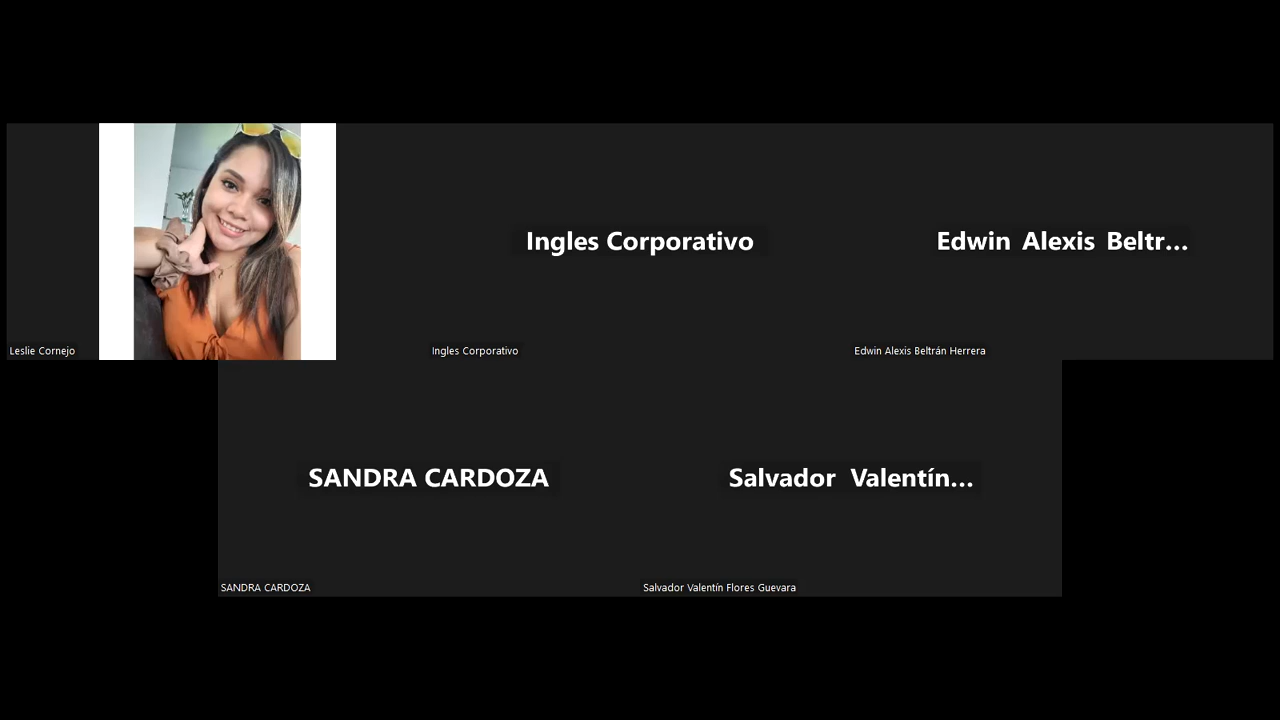 Ingles Corporativo
Edwin Alexis Beltr...
Leslie Cornejo
Ingles Corporativo
Edwin Alexis Beltrán Herrera
SANDRA CARDOZA
Salvador Valentín...
SANDRA CARDOZA
Salvador Valentín Flores Guevara